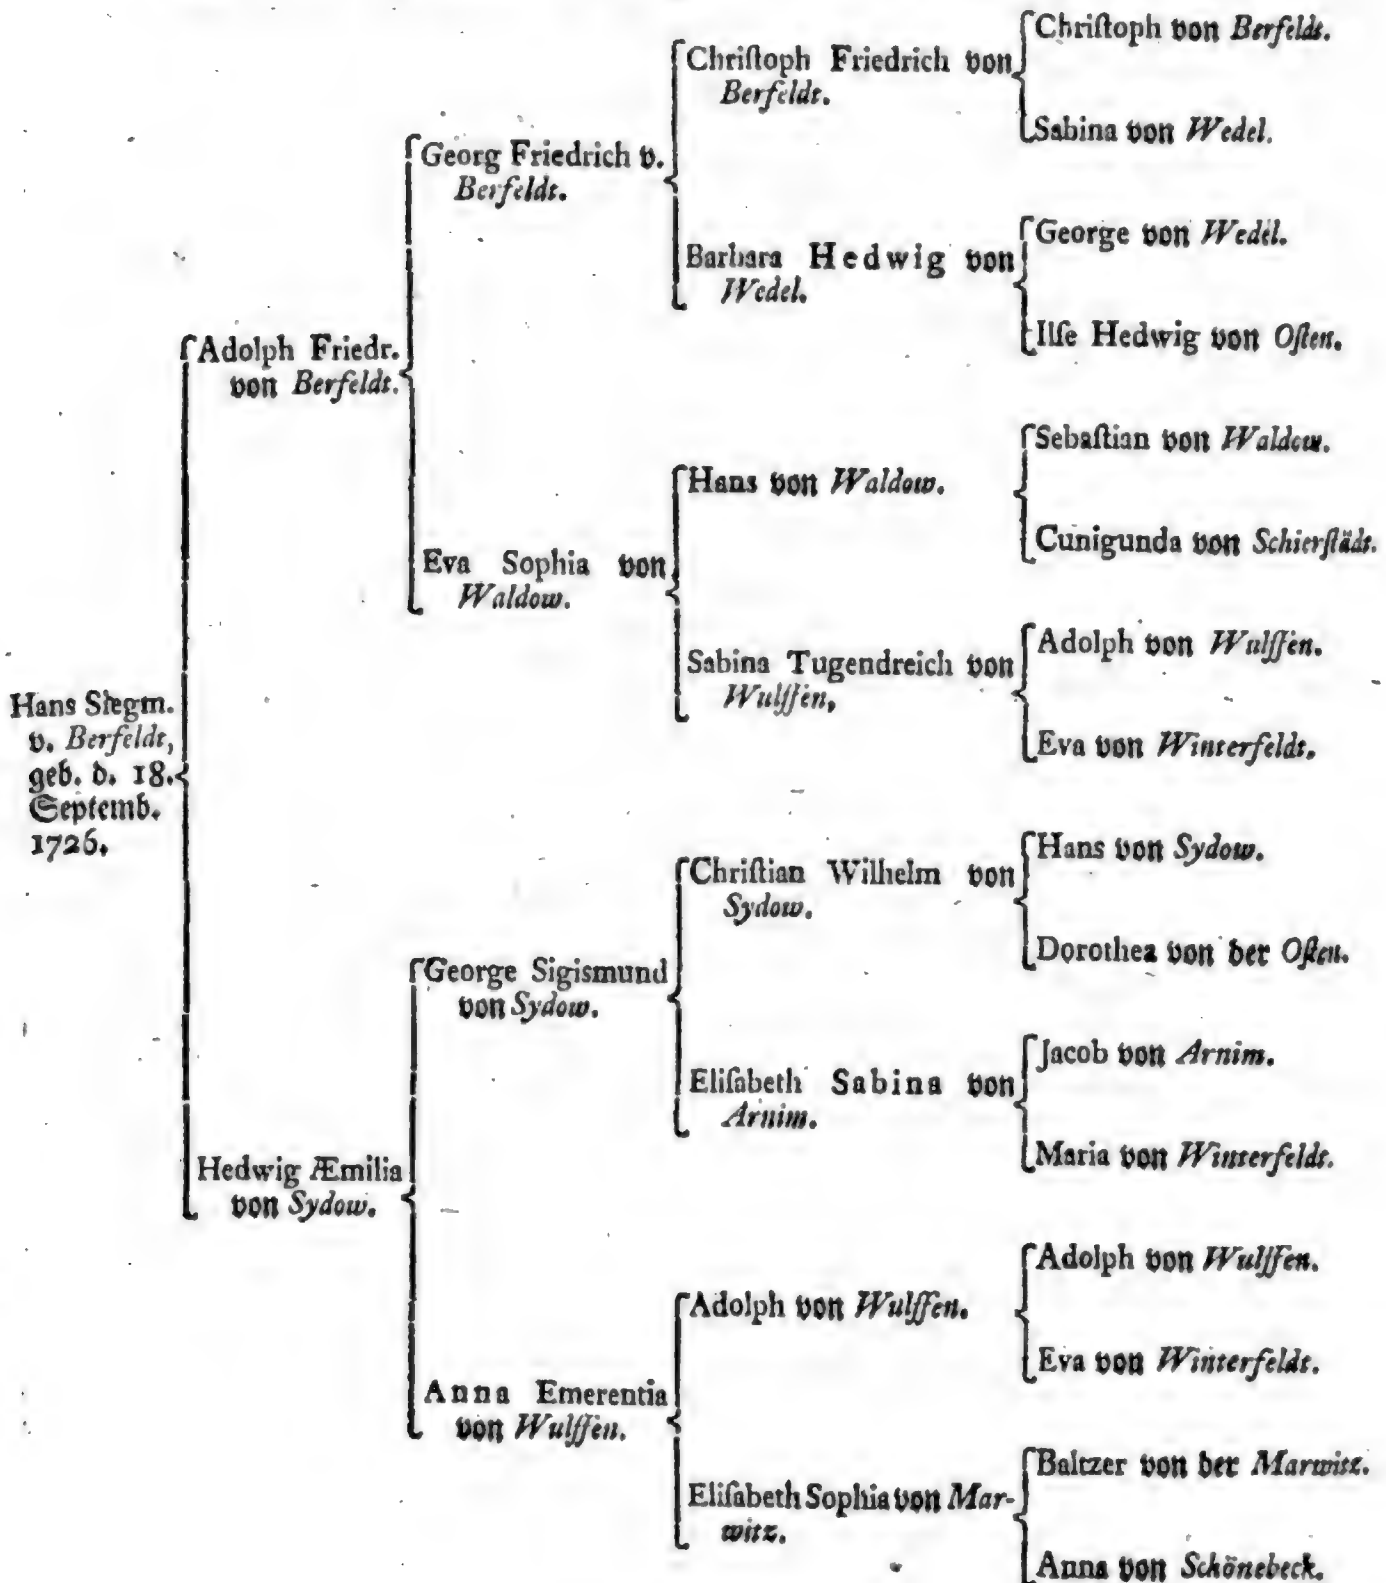 Hans Siegm.
v. Berfeldt,
geb. d. 18.
Septemb.
1726.
Adolph Friedr.
von Berfeldt.
Hedwig Æmilia
von Sydow.
Georg Friedrich v.
Berfeldt.
Eva Sophia von
Waldow.
George Sigismund
von Sydow.
Anna Emerentia
von Wulffen.
Chriſtoph Friedrich von
Berfeldt.
Barbara Hedwig von
Wedel.
Hans von Waldow.
Sabina Tugendreich von
Wulffen.
Chriſtian Wilhelm von
Sydow.
Eliſabeth Sabina von
Arnim.
Adolph von Wulffen.
Eliſabeth Sophia von Mar-
witz.
Chriſtoph von Berfeldt.
Sabina von Wedel.
George von Wedel.
Ilſe Hedwig von Oſten.
Sebaſtian von Waldow.
Cunigunda von Schierſtädt.
Adolph von Wulffen.
Eva von Winterfeldt.
Hans von Sydow.
Dorothea von der Oſten.
Jacob von Arnim.
Maria von Winterfeldt.
Adolph von Wulffen.
Eva von Winterfeldt.
Baltzer von der Marwitz.
Anna von Schönebeck.